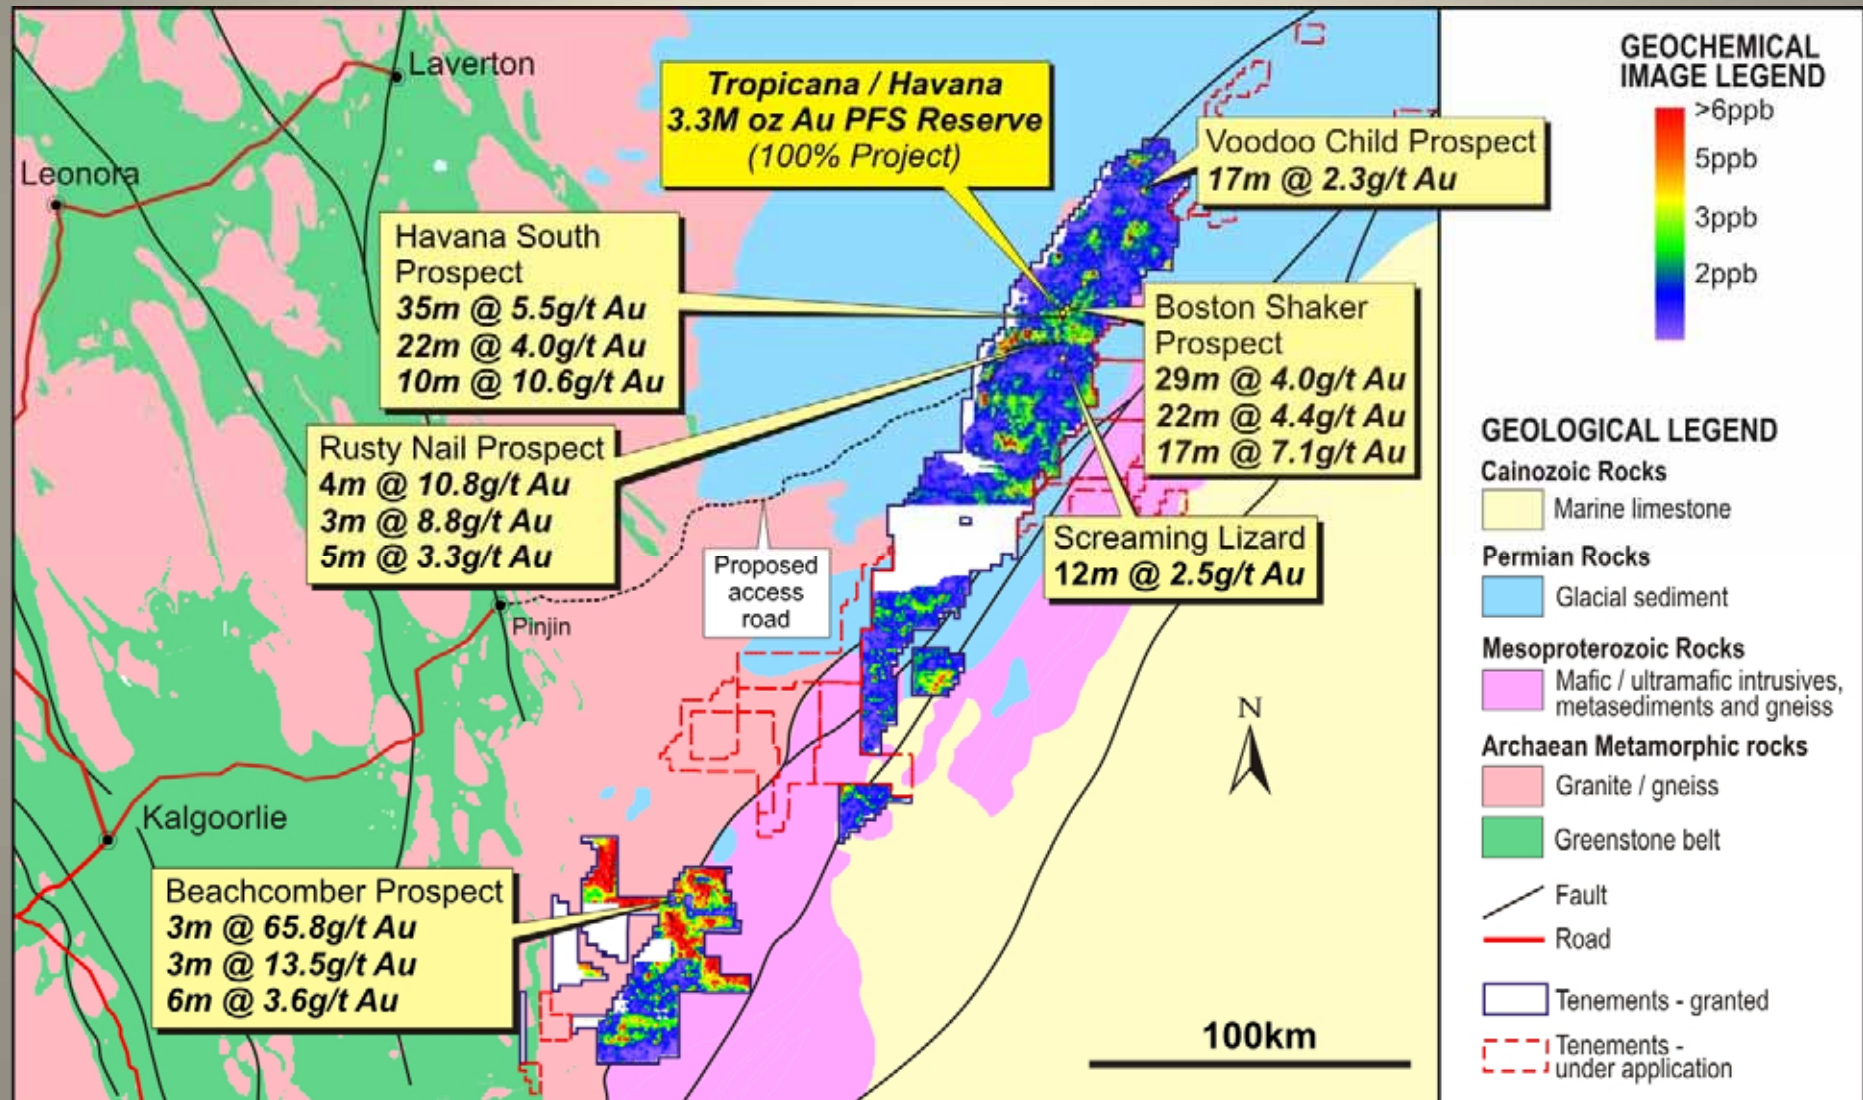 Laverton
Leonora
Tropicana / Havana
3.3M oz Au PFS Reserve
(100% Project)
Voodoo Child Prospect
17m @ 2.3g/t Au
Havana South
Prospect
35m @ 5.5g/t Au
22m @ 4.0g/t Au
10m @ 10.6g/t Au
Boston Shaker
Prospect
29m @ 4.0g/t Au
22m @ 4.4g/t Au
17m @ 7.1g/t Au
Rusty Nail Prospect
4m @ 10.8g/t Au
3m @ 8.8g/t Au
5m @ 3.3g/t Au
Screaming Lizard
12m @ 2.5g/t Au
Proposed
access
road
Pinjin
Kalgoorlie
Beachcomber Prospect
3m @ 65.8g/t Au
3m @ 13.5g/t Au
6m @ 3.6g/t Au
N
100km
GEOCHEMICAL
IMAGE LEGEND
>6ppb
5ppb
3ppb
2ppb
GEOLOGICAL LEGEND
Cainozoic Rocks
Marine limestone
Permian Rocks
Glacial sediment
Mesoproterozoic Rocks
Mafic / ultramafic intrusives,
metasediments and gneiss
Archaean Metamorphic rocks
Granite / gneiss
Greenstone belt
Fault
Road
Tenements - granted
Tenements -
under application